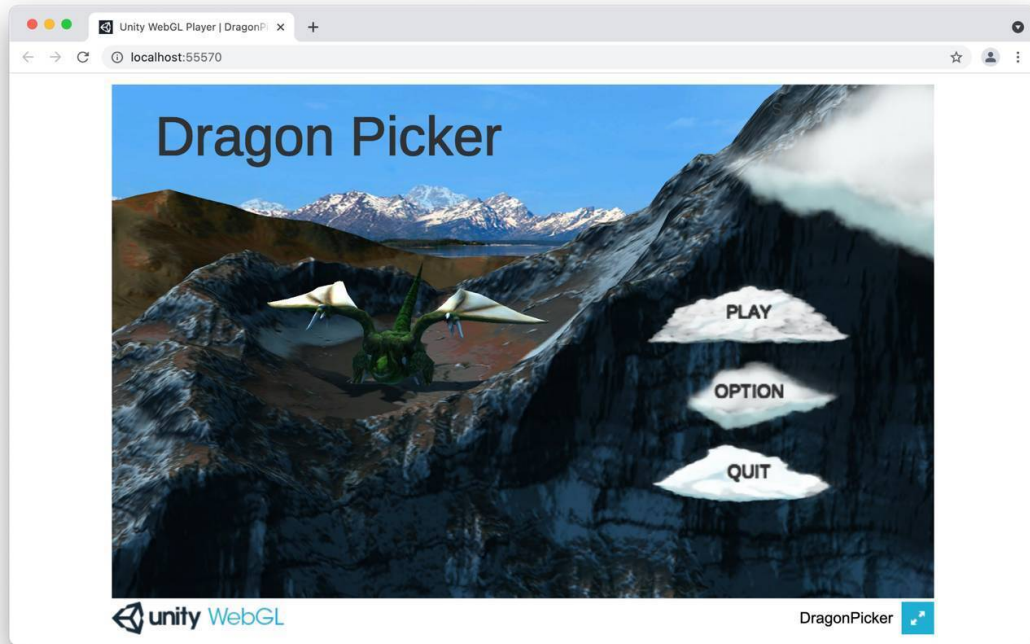 Unity WebGL Player | DragonPi
localhost:55570
Dragon Picker
PLAY
OPTION
QUIT
unity WebGL
DragonPicker